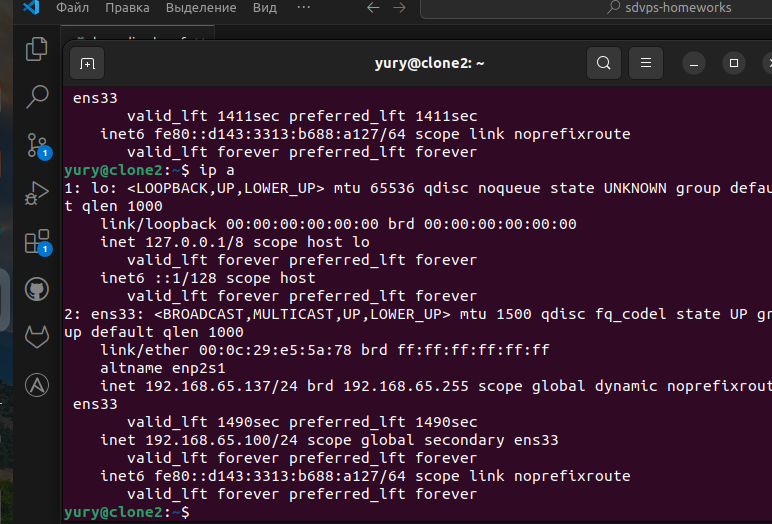 Файл Правка Выделение Вид ··· ← → sdvps-homeworks
yury@clone2: ~
ens33
valid_lft 1411sec preferred_lft 1411sec
inet6 fe80::d143:3313:b688:a127/64 scope link noprefixroute
valid_lft forever preferred_lft forever
yury@clone2:~$ ip a
1: lo: <LOOPBACK,UP,LOWER_UP> mtu 65536 qdisc noqueue state UNKNOWN group defau
t qlen 1000
link/loopback 00:00:00:00:00:00 brd 00:00:00:00:00:00
inet 127.0.0.1/8 scope host lo
valid_lft forever preferred_lft forever
inet6 ::1/128 scope host
valid_lft forever preferred_lft forever
2: ens33: <BROADCAST,MULTICAST,UP,LOWER_UP> mtu 1500 qdisc fq_codel state UP gr
up default qlen 1000
link/ether 00:0c:29:e5:5a:78 brd ff:ff:ff:ff:ff:ff
altname enp2s1
inet 192.168.65.137/24 brd 192.168.65.255 scope global dynamic noprefixrout
ens33
valid_lft 1490sec preferred_lft 1490sec
inet 192.168.65.100/24 scope global secondary ens33
valid_lft forever preferred_lft forever
inet6 fe80::d143:3313:b688:a127/64 scope link noprefixroute
valid_lft forever preferred_lft forever
yury@clone2:~$
1
1